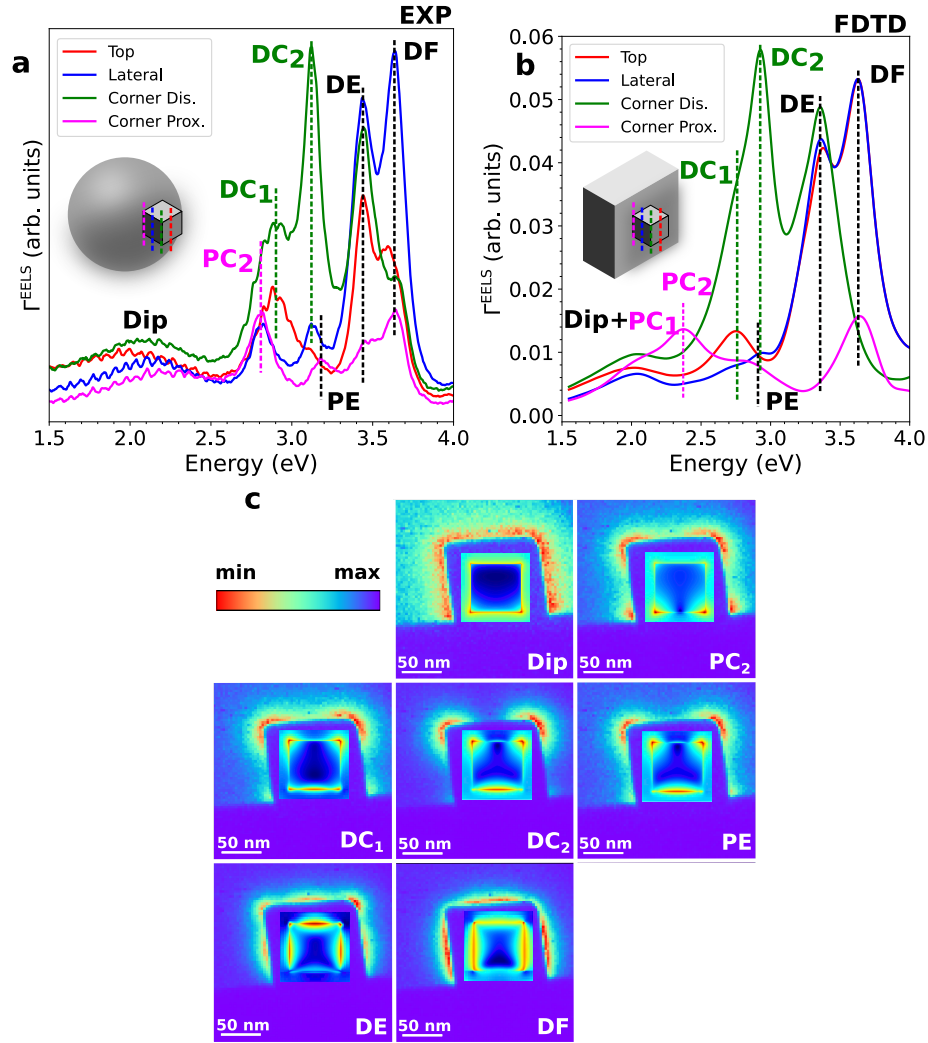 EXP
a
Top
Lateral
Corner Dis.
Corner Prox.
DC2
DE
DF
DC1
PC2
Dip
PE
Γ^EELS (arb. units)
1.5 2.0 2.5 3.0 3.5 4.0
Energy (eV)
FDTD
b
Top
Lateral
Corner Dis.
Corner Prox.
DC2
DF
DE
DC1
PC2
Dip+PC1
PE
Γ^EELS (arb. units)
0.06
0.05
0.04
0.03
0.02
0.01
0.00
1.5 2.0 2.5 3.0 3.5 4.0
Energy (eV)
c
min max
50 nm Dip
50 nm PC2
50 nm DC1
50 nm DC2
50 nm PE
50 nm DE
50 nm DF